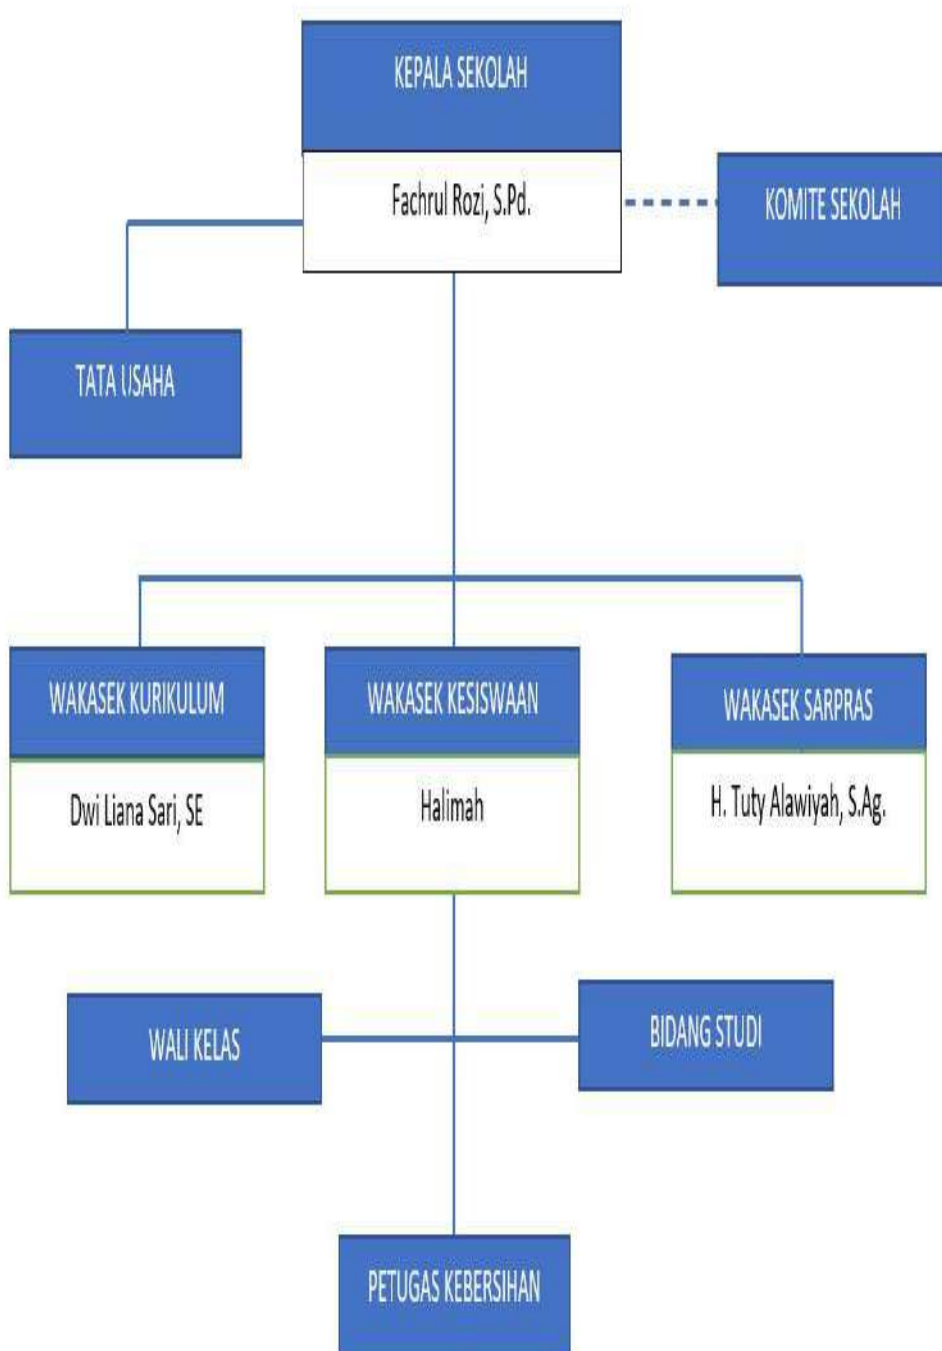 KEPALA SEKOLAH
Fachrul Rozi, S.Pd.
KOMITE SEKOLAH
TATA USAHA
WAKASEK KURIKULUM
Dwi Liana Sari, SE
WAKASEK KESISWAAN
Halimah
WAKASEK SARPRAS
H. Tuty Alawiyah, S.Ag.
WALI KELAS
BIDANG STUDI
PETUGAS KEBERSIHAN